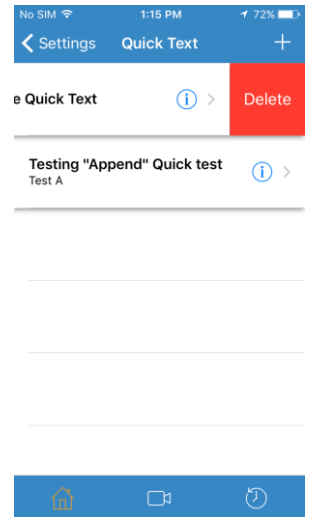 No SIM 1:15 PM 72%
Settings Quick Text +
e Quick Text Delete
Testing "Append" Quick test
Test A